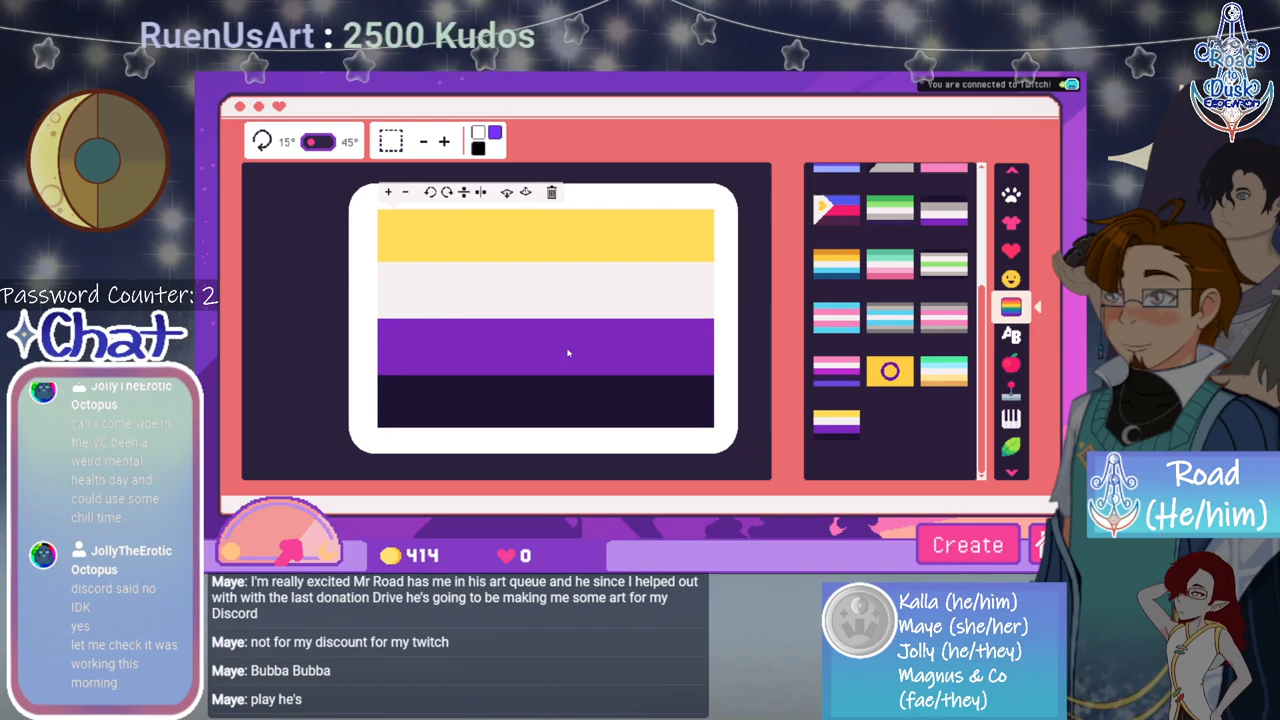 RuenUsArt : 2500 Kudos
You are connected to Twitch!
Road
to
Dusk
15°
45°
AB
Password Counter: 2
Chat
JollyTheErotic
Octopus
can i come vibe in
the VC been a
weird mental
health day and
could use some
chill time
JollyTheErotic
Octopus
discord said no
IDK
yes
let me check it was
working this
morning
414
0
Create
Maye: I'm really excited Mr Road has me in his art queue and he since I helped out
with with the last donation Drive he's going to be making me some art for my
Discord
Maye: not for my discount for my twitch
Maye: Bubba Bubba
Maye: play he's
Road
(He/him)
Kalla (he/him)
Maye (she/her)
Jolly (he/they)
Magnus & Co
(fae/they)